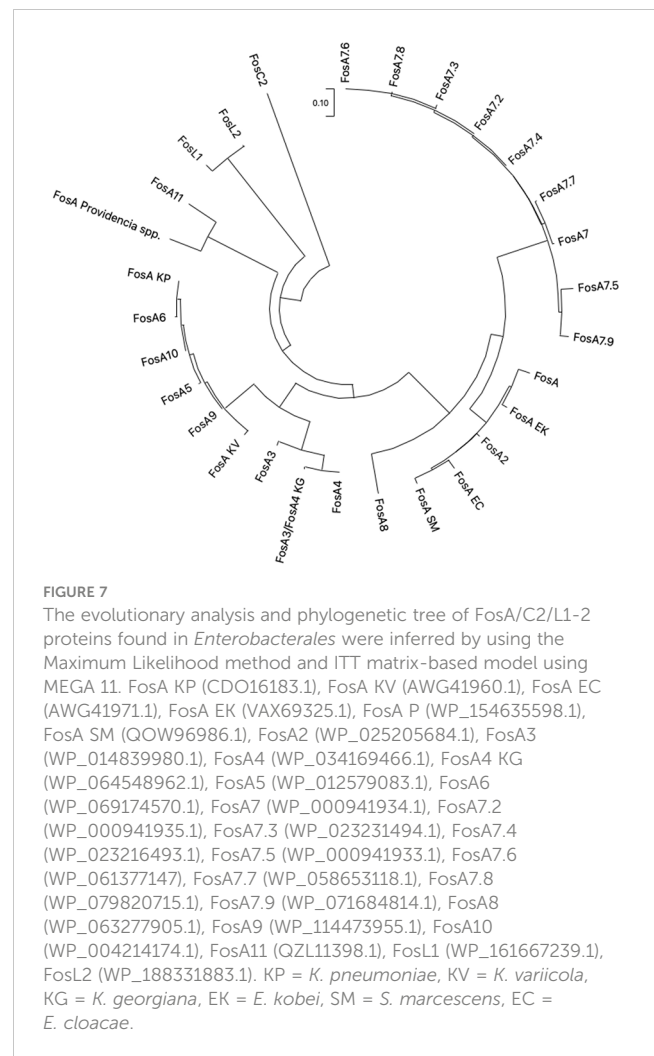 FosC2
FosA7.6
FosA7.8
FosA7.3
FosA7.2
FosA7.4
FosA7.7
FosA7
FosA7.5
FosA7.9
FosA
FosA EK
FosA2
FosA EC
FosA SM
FosA8
FosA4
FosA3/FosA4 KG
FosA3
FosA KV
FosA9
FosA5
FosA10
FosA6
FosA KP
FosA Providencia spp.
FosA11
FosL1
FosL2
0.10
FIGURE 7
The evolutionary analysis and phylogenetic tree of FosA/C2/L1-2
proteins found in Enterobacterales were inferred by using the
Maximum Likelihood method and ITT matrix-based model using
MEGA 11. FosA KP (CDO16183.1), FosA KV (AWG41960.1), FosA EC
(AWG41971.1), FosA EK (VAX69325.1), FosA P (WP_154635598.1),
FosA SM (QOW96986.1), FosA2 (WP_025205684.1), FosA3
(WP_014839980.1), FosA4 (WP_034169466.1), FosA4 KG
(WP_064548962.1), FosA5 (WP_012579083.1), FosA6
(WP_069174570.1), FosA7 (WP_000941934.1), FosA7.2
(WP_000941935.1), FosA7.3 (WP_023231494.1), FosA7.4
(WP_023216493.1), FosA7.5 (WP_000941933.1), FosA7.6
(WP_061377147), FosA7.7 (WP_058653118.1), FosA7.8
(WP_079820715.1), FosA7.9 (WP_071684814.1), FosA8
(WP_063277905.1), FosA9 (WP_114473955.1), FosA10
(WP_004214174.1), FosA11 (QZL11398.1), FosL1 (WP_161667239.1),
FosL2 (WP_188331883.1). KP = K. pneumoniae, KV = K. variicola,
KG = K. georgiana, EK = E. kobei, SM = S. marcescens, EC =
E. cloacae.